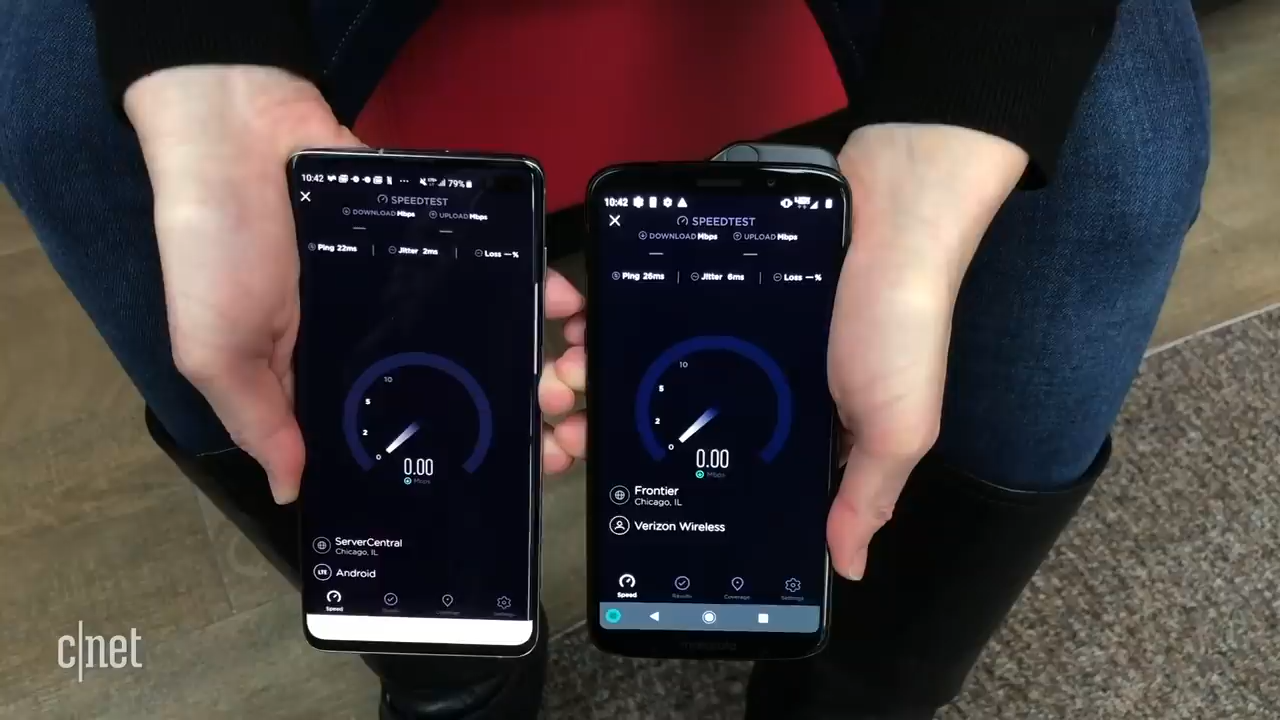 10:42
79%
SPEEDTEST
DOWNLOAD Mbps UPLOAD Mbps
Ping 22ms Jitter 2ms Loss —%
10
5
2
0
0.00
Mbps
ServerCentral
Chicago, IL
LTE Android
Speed
10:42
SPEEDTEST
DOWNLOAD Mbps UPLOAD Mbps
Ping 26ms Jitter 6ms Loss —%
10
5
2
0
0.00
Mbps
Frontier
Chicago, IL
Verizon Wireless
Speed Results Coverage Settings
c|net